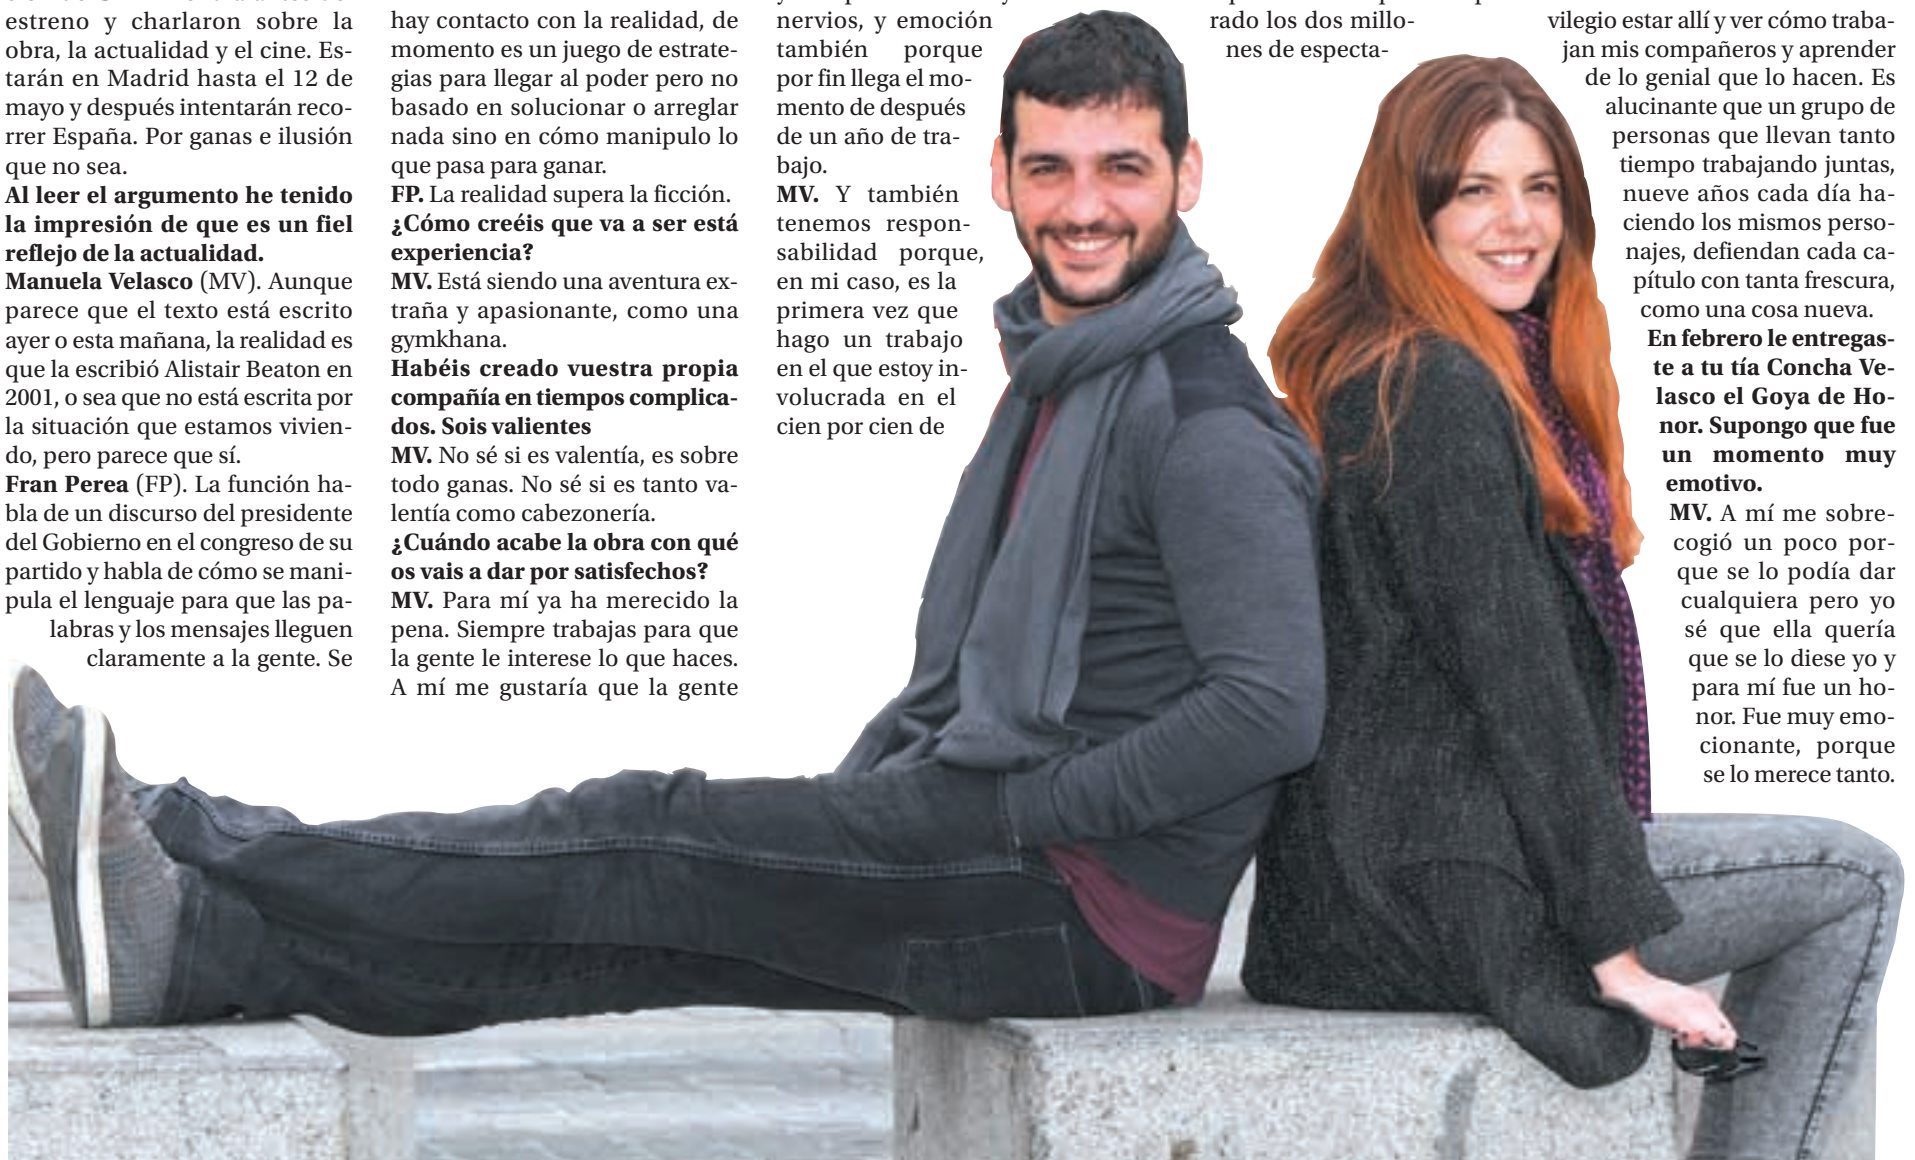 estreno y charlaron sobre la
obra, la actualidad y el cine. Es-
tarán en Madrid hasta el 12 de
mayo y después intentarán reco-
rrer España. Por ganas e ilusión
que no sea.
Al leer el argumento he tenido
la impresión de que es un fiel
reflejo de la actualidad.
Manuela Velasco (MV). Aunque
parece que el texto está escrito
ayer o esta mañana, la realidad es
que la escribió Alistair Beaton en
2001, o sea que no está escrita por
la situación que estamos vivien-
do, pero parece que sí.
Fran Perea (FP). La función ha-
bla de un discurso del presidente
del Gobierno en el congreso de su
partido y habla de cómo se mani-
pula el lenguaje para que las pa-
labras y los mensajes lleguen
claramente a la gente. Se
hay contacto con la realidad, de
momento es un juego de estrate-
gias para llegar al poder pero no
basado en solucionar o arreglar
nada sino en cómo manipulo lo
que pasa para ganar.
FP. La realidad supera la ficción.
¿Cómo creéis que va a ser está
experiencia?
MV. Está siendo una aventura ex-
traña y apasionante, como una
gymkhana.
Habéis creado vuestra propia
compañía en tiempos complica-
dos. Sois valientes
MV. No sé si es valentía, es sobre
todo ganas. No sé si es tanto va-
lentía como cabezonería.
¿Cuándo acabe la obra con qué
os vais a dar por satisfechos?
MV. Para mí ya ha merecido la
pena. Siempre trabajas para que
la gente le interese lo que haces.
A mí me gustaría que la gente
nervios, y emoción
también porque
por fin llega el mo-
mento de después
de un año de tra-
bajo.
MV. Y también
tenemos respon-
sabilidad porque,
en mi caso, es la
primera vez que
hago un trabajo
en el que estoy in-
volucrada en el
cien por cien de
rado los dos millo-
nes de especta-
vilegio estar allí y ver cómo traba-
jan mis compañeros y aprender
de lo genial que lo hacen. Es
alucinante que un grupo de
personas que llevan tanto
tiempo trabajando juntas,
nueve años cada día ha-
ciendo los mismos perso-
najes, defiendan cada ca-
pítulo con tanta frescura,
como una cosa nueva.
En febrero le entregas-
te a tu tía Concha Ve-
lasco el Goya de Ho-
nor. Supongo que fue
un momento muy
emotivo.
MV. A mí me sobre-
cogió un poco por-
que se lo podía dar
cualquiera pero yo
sé que ella quería
que se lo diese yo y
para mí fue un ho-
nor. Fue muy emo-
cionante, porque
se lo merece tanto.